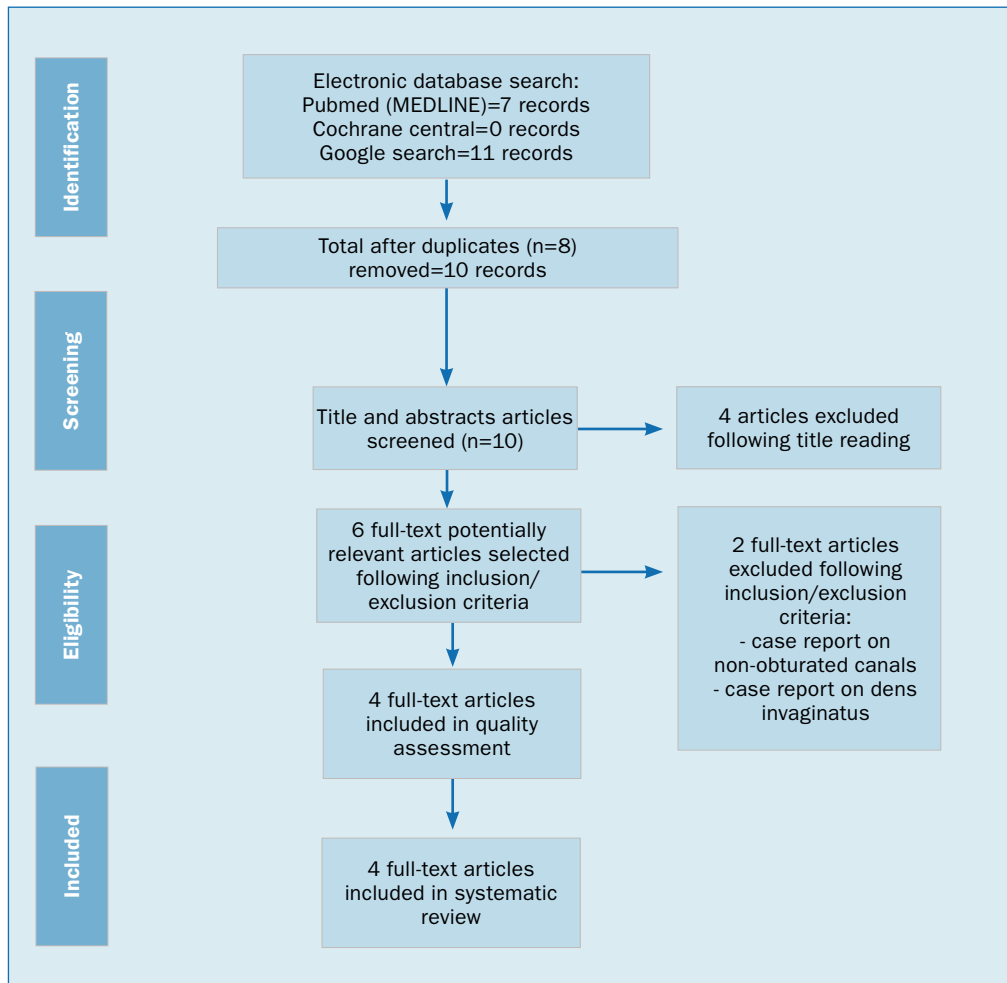 Identification
Electronic database search:
Pubmed (MEDLINE)=7 records
Cochrane central=0 records
Google search=11 records
Total after duplicates (n=8)
removed=10 records
Screening
Title and abstracts articles
screened (n=10)
4 articles excluded
following title reading
Eligibility
6 full-text potentially
relevant articles selected
following inclusion/
exclusion criteria
2 full-text articles
excluded following
inclusion/exclusion
criteria:
- case report on
non-obturated canals
- case report on dens
invaginatus
4 full-text articles
included in quality
assessment
Included
4 full-text articles
included in systematic
review